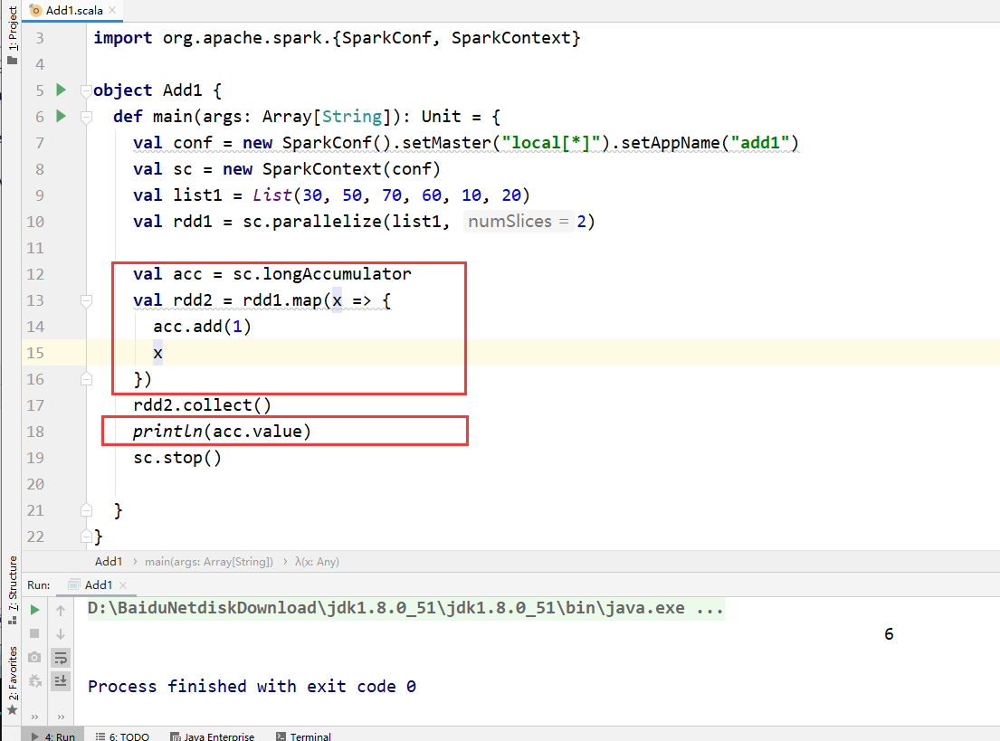 1: Project
Add1.scala
3 import org.apache.spark.{SparkConf, SparkContext}
4
5 object Add1 {
6 def main(args: Array[String]): Unit = {
7 val conf = new SparkConf().setMaster("local[*]").setAppName("add1")
8 val sc = new SparkContext(conf)
9 val list1 = List(30, 50, 70, 60, 10, 20)
10 val rdd1 = sc.parallelize(list1, numSlices = 2)
11
12 val acc = sc.longAccumulator
13 val rdd2 = rdd1.map(x => {
14 acc.add(1)
15 x
16 })
17 rdd2.collect()
18 println(acc.value)
19 sc.stop()
20
21 }
22 }
Add1 › main(args: Array[String]) › λ(x: Any)
7: Structure
Run: Add1
D:\BaiduNetdiskDownload\jdk1.8.0_51\jdk1.8.0_51\bin\java.exe ...
6
2: Favorites
Process finished with exit code 0
» »
4: Run 6: TODO Java Enterprise Terminal